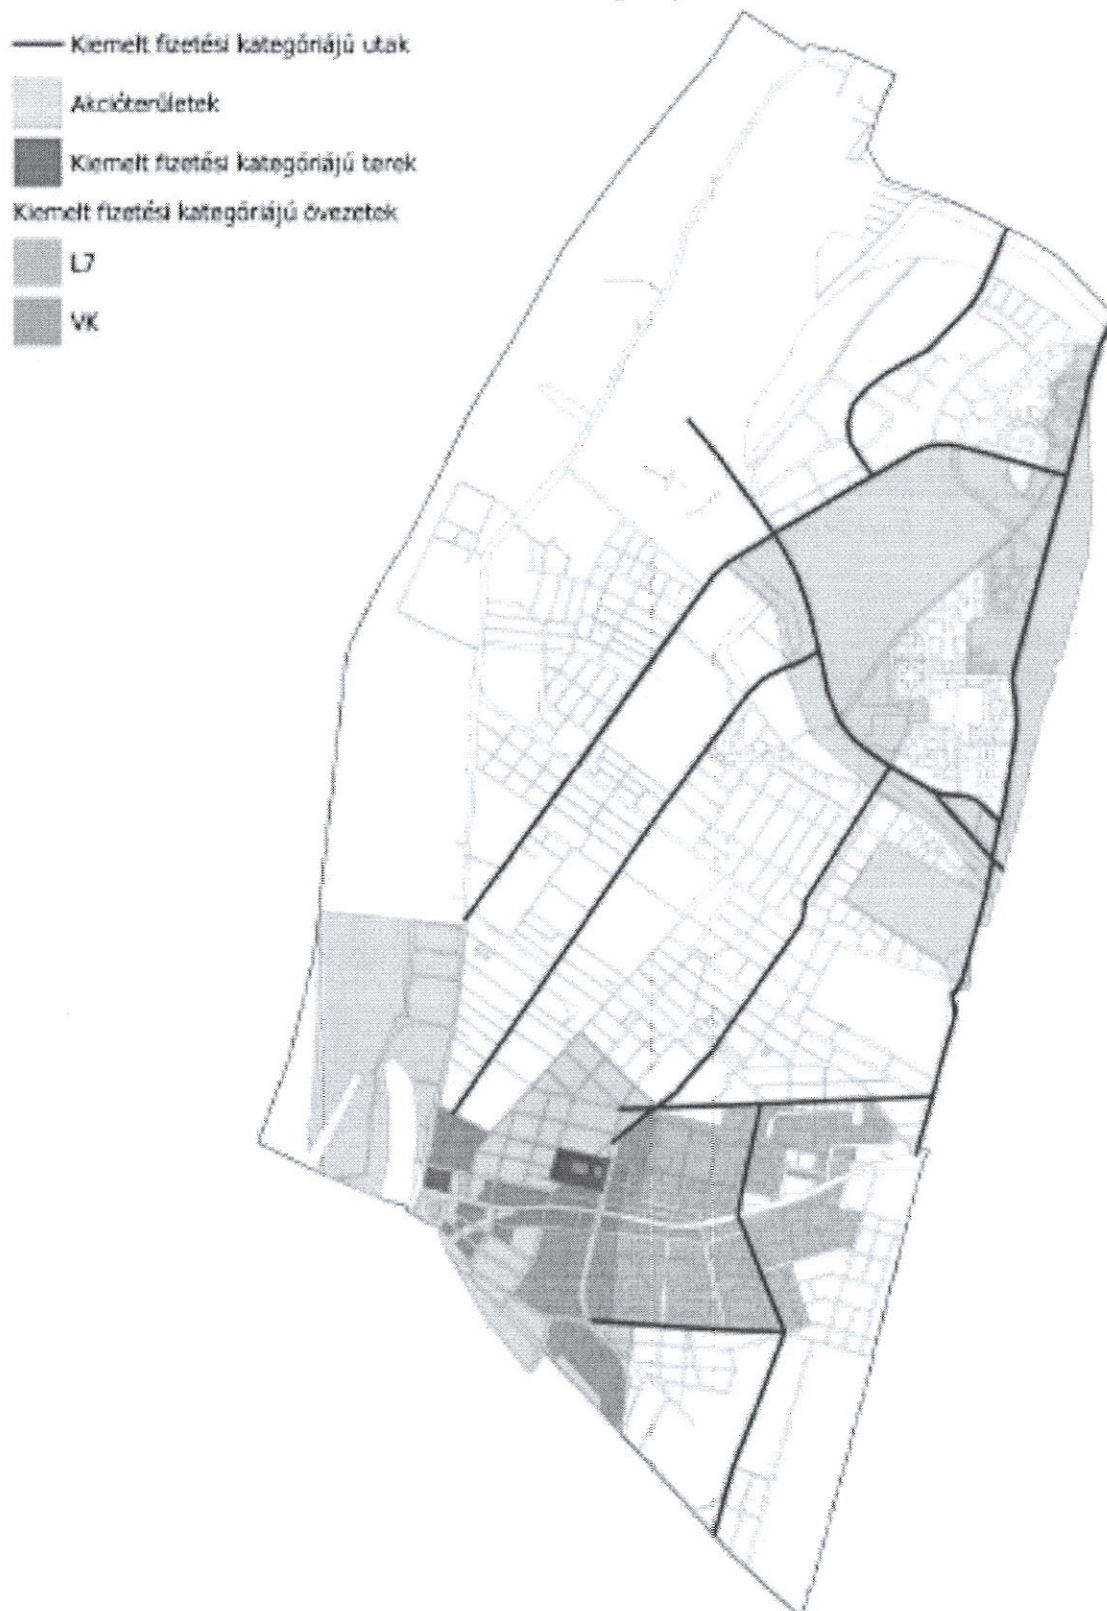 Kiemelt fizetési kategóriájú utak
Akcióterületek
Kiemelt fizetési kategóriájú terek
Kiemelt fizetési kategóriájú övezetek
L7
VK